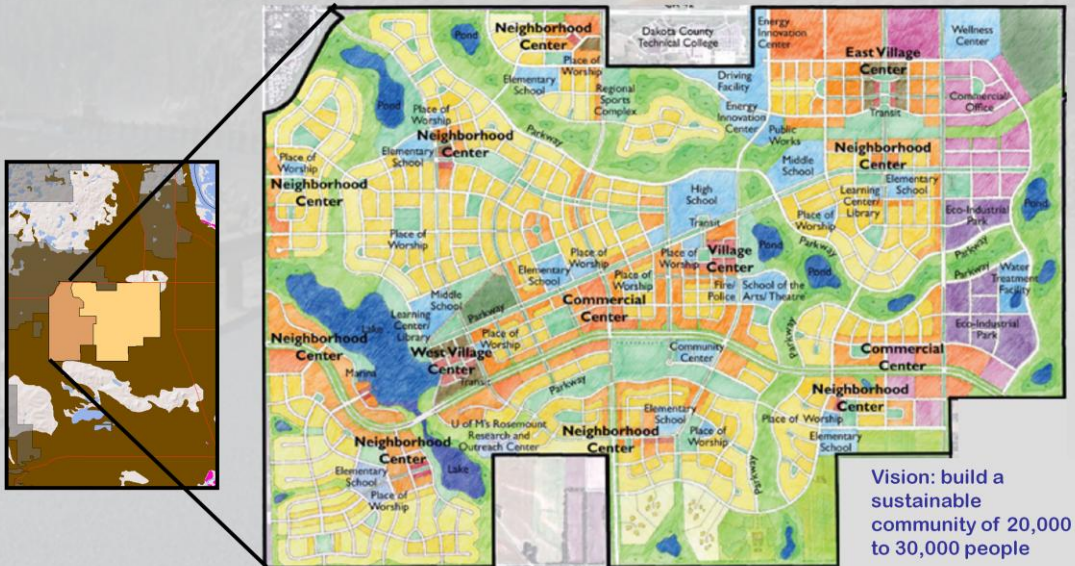 Neighborhood
Center
Pond
Dakota County
Technical College
Energy
Innovation
Center
Wellness
Center
East Village
Center
Place of
Worship
Elementary
School
Regional
Sports
Complex
Driving
Facility
Commercial/
Office
Transit
Pond
Place of
Worship
Energy
Innovation
Center
Public
Works
Parkway
Neighborhood
Center
Elementary
School
Neighborhood
Center
Middle
School
Place of
Worship
Neighborhood
Center
Elementary
School
High
School
Learning
Center/
Library
Pond
Eco-Industrial
Park
Transit
Place of
Worship
Place of
Worship
Parkway
Parkway
Parkway
Place of
Worship
Place of
Worship
Village
Center
Pond
Pond
Elementary
School
Place of
Worship
Fire/
Police
School of the
Arts/ Theatre
Water
Treatment
Facility
Middle
School
Commercial
Center
Learning
Center/
Library
Parkway
Parkway
Lake
Place of
Worship
Eco-Industrial
Park
Neighborhood
Center
West Village
Center
Community
Center
Commercial
Center
Marina
Transit
Parkway
Neighborhood
Center
U of M's Rosemount
Research and
Outreach Center
Elementary
School
Place of Worship
Neighborhood
Center
Neighborhood
Center
Place of
Worship
Elementary
School
Elementary
School
Lake
Parkway
Place of
Worship
Vision: build a
sustainable
community of 20,000
to 30,000 people